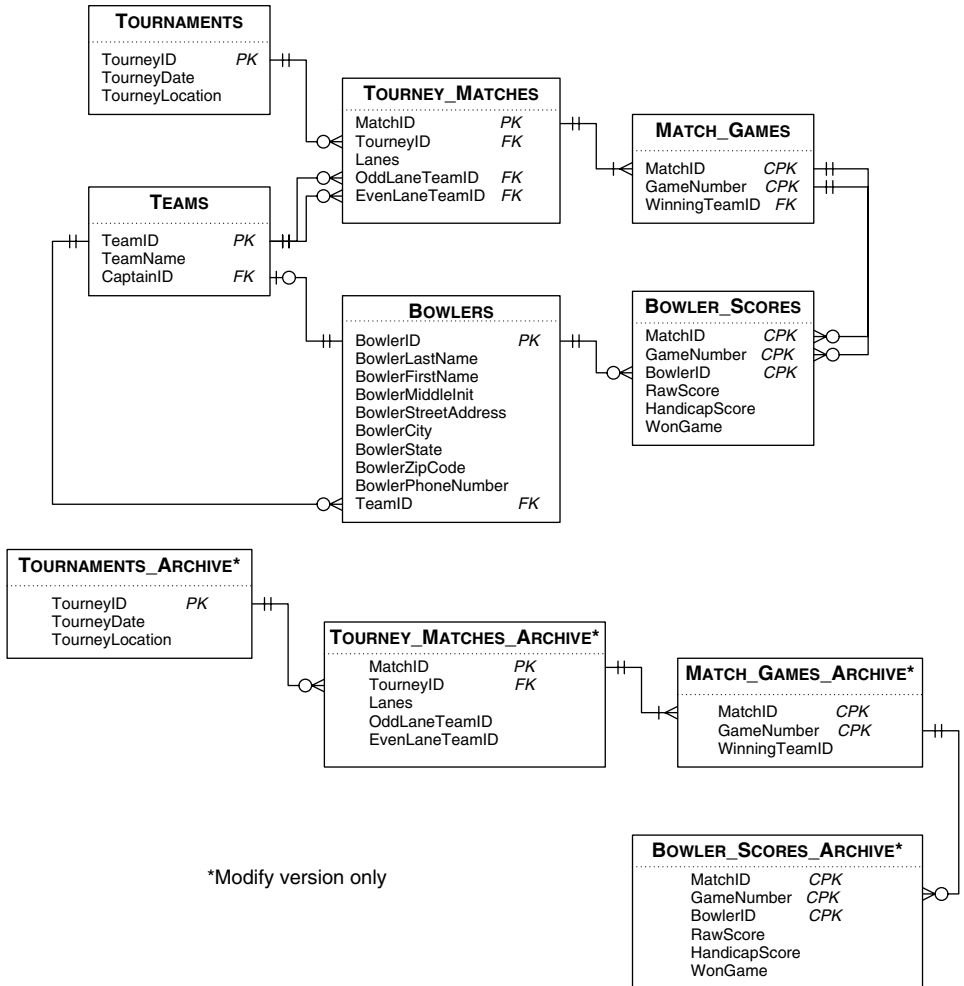 TOURNAMENTS
TourneyID PK
TourneyDate
TourneyLocation
TOURNEY_MATCHES
MatchID PK
TourneyID FK
Lanes
OddLaneTeamID FK
EvenLaneTeamID FK
MATCH_GAMES
MatchID CPK
GameNumber CPK
WinningTeamID FK
TEAMS
TeamID PK
TeamName
CaptainID FK
BOWLERS
BowlerID PK
BowlerLastName
BowlerFirstName
BowlerMiddleInit
BowlerStreetAddress
BowlerCity
BowlerState
BowlerZipCode
BowlerPhoneNumber
TeamID FK
BOWLER_SCORES
MatchID CPK
GameNumber CPK
BowlerID CPK
RawScore
HandicapScore
WonGame
TOURNAMENTS_ARCHIVE*
TourneyID PK
TourneyDate
TourneyLocation
TOURNEY_MATCHES_ARCHIVE*
MatchID PK
TourneyID FK
Lanes
OddLaneTeamID
EvenLaneTeamID
MATCH_GAMES_ARCHIVE*
MatchID CPK
GameNumber CPK
WinningTeamID
BOWLER_SCORES_ARCHIVE*
MatchID CPK
GameNumber CPK
BowlerID CPK
RawScore
HandicapScore
WonGame
*Modify version only